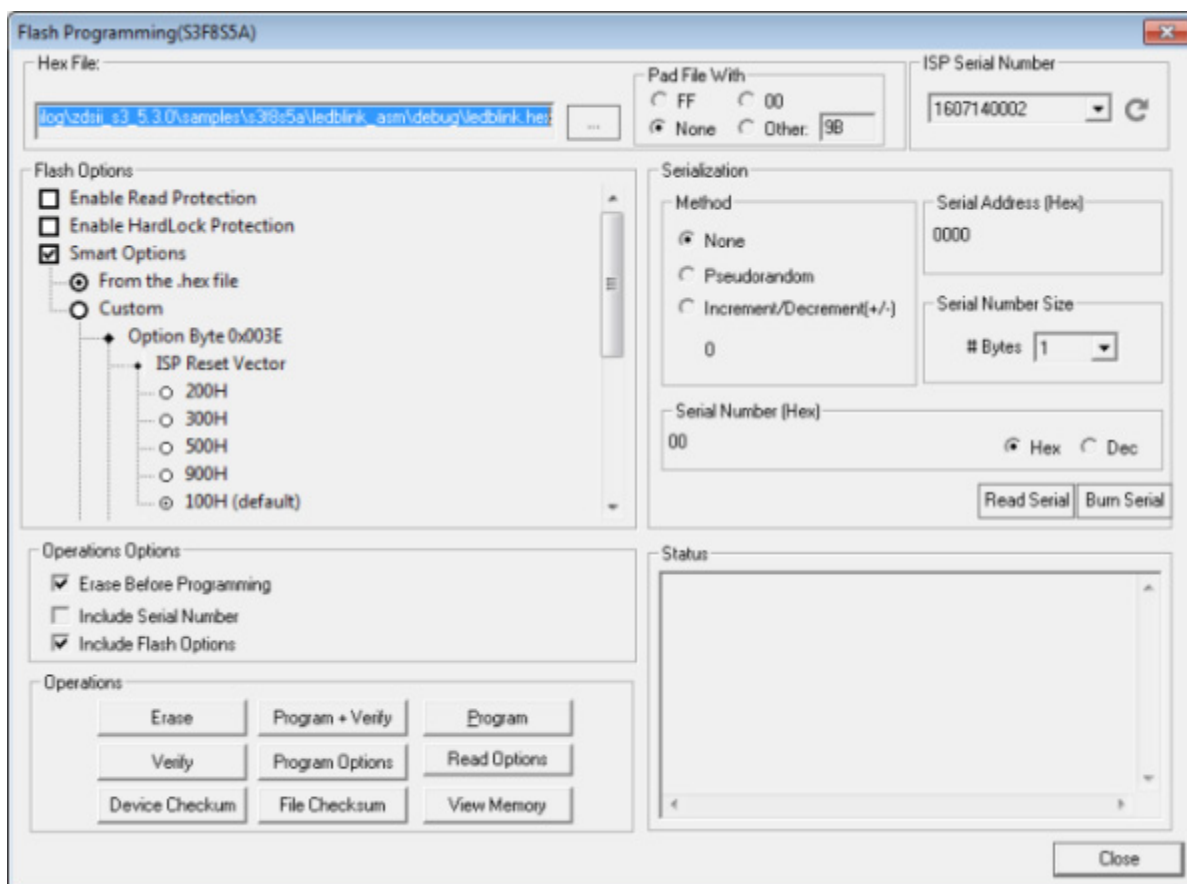 Flash Programming(S3F8S5A)
Hex File:
ilog\zdsii_s3_5.3.0\samples\s3f8s5a\ledblink_asm\debug\ledblink.hex
...
Pad File With
FF
00
None
Other:
9B
ISP Serial Number
1607140002
Flash Options
Enable Read Protection
Enable HardLock Protection
Smart Options
From the .hex file
Custom
Option Byte 0x003E
ISP Reset Vector
200H
300H
500H
900H
100H (default)
Serialization
Method
None
Pseudorandom
Increment/Decrement(+/-)
0
Serial Address (Hex)
0000
Serial Number Size
# Bytes
1
Serial Number (Hex)
00
Hex
Dec
Read Serial
Burn Serial
Operations Options
Erase Before Programming
Include Serial Number
Include Flash Options
Operations
Erase
Program + Verify
Program
Verify
Program Options
Read Options
Device Checkum
File Checksum
View Memory
Status
Close